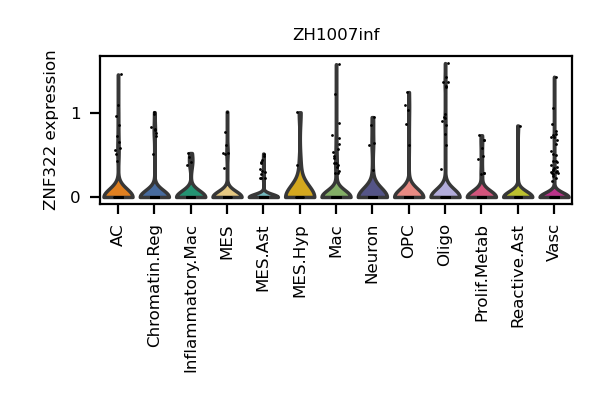 ZH1007inf
ZNF322 expression
1
0
AC
Chromatin.Reg
Inflammatory.Mac
MES
MES.Ast
MES.Hyp
Mac
Neuron
OPC
Oligo
Prolif.Metab
Reactive.Ast
Vasc